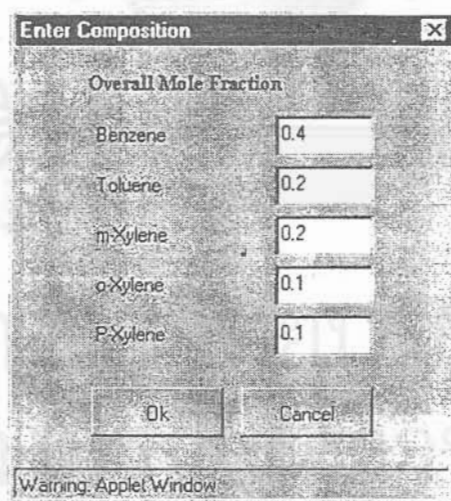 Enter Composition
Overall Mole Fraction
Benzene 0.4
Toluene 0.2
m-Xylene 0.2
o-Xylene 0.1
P-Xylene 0.1
Ok Cancel
Warning: Applet Window